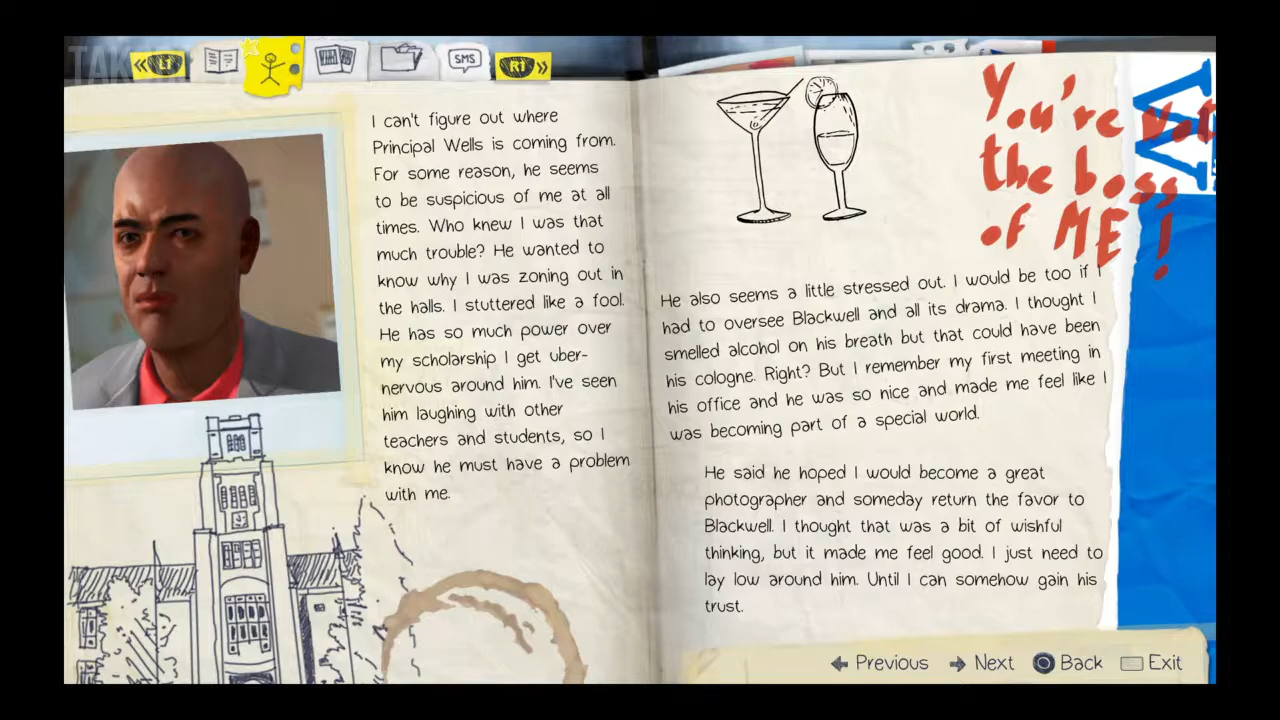 L1
SMS
R1
I can't figure out where
Principal Wells is coming from.
For some reason, he seems
to be suspicious of me at all
times. Who knew I was that
much trouble? He wanted to
know why I was zoning out in
the halls. I stuttered like a fool.
He has so much power over
my scholarship I get uber-
nervous around him. I've seen
him laughing with other
teachers and students, so I
know he must have a problem
with me.
You're not
the boss
of ME!
W
He also seems a little stressed out. I would be too if I
had to oversee Blackwell and all its drama. I thought I
smelled alcohol on his breath but that could have been
his cologne. Right? But I remember my first meeting in
his office and he was so nice and made me feel like I
was becoming part of a special world.
He said he hoped I would become a great
photographer and someday return the favor to
Blackwell. I thought that was a bit of wishful
thinking, but it made me feel good. I just need to
lay low around him. Until I can somehow gain his
trust.
Previous Next Back Exit